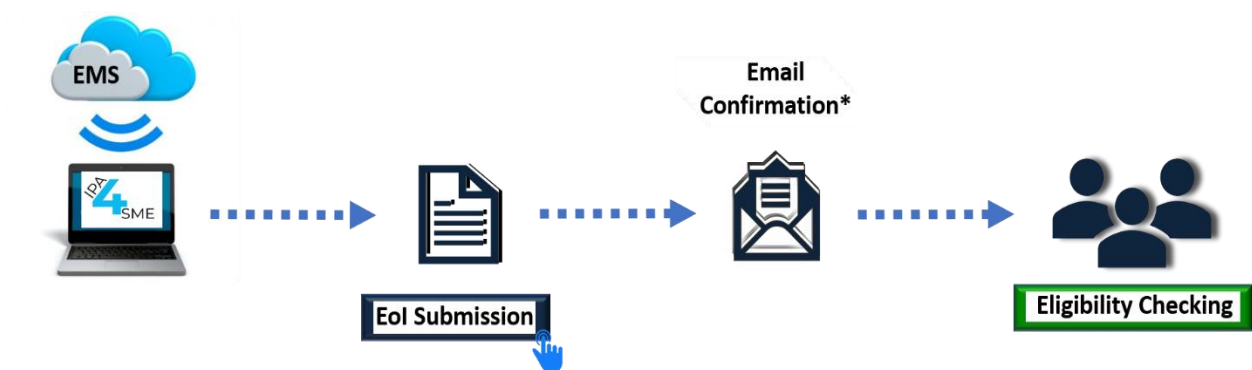 EMS
IPA
4
SME
Email
Confirmation*
EoI Submission
Eligibility Checking